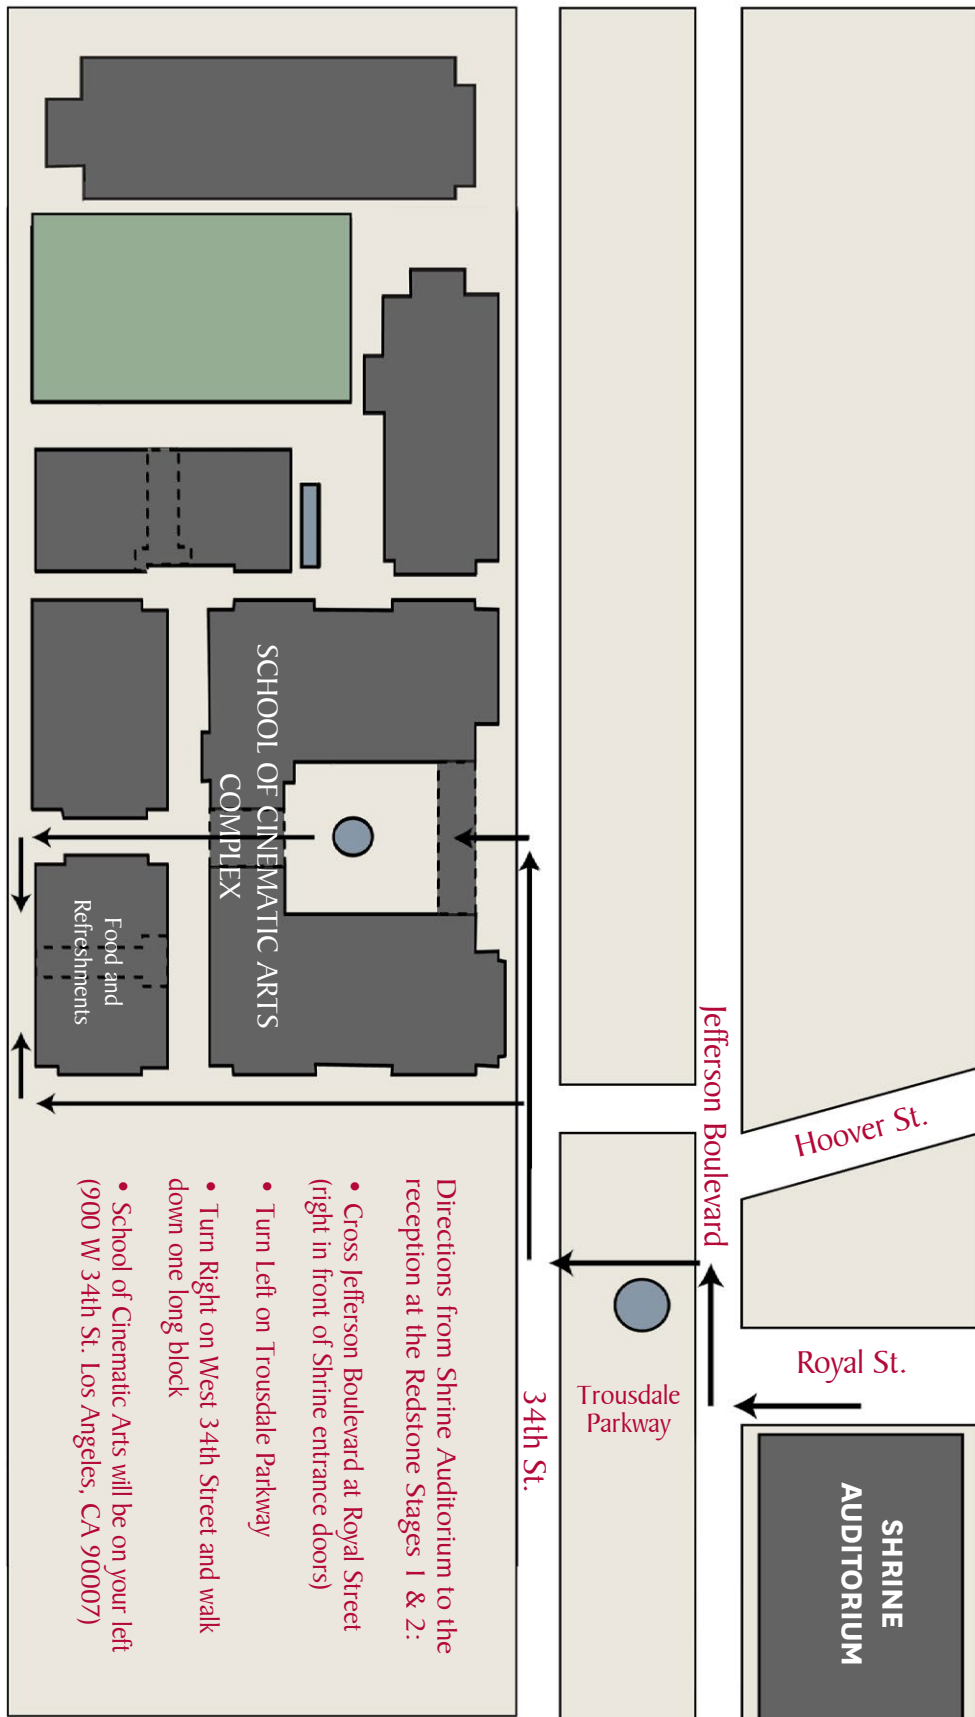 SHRINE
AUDITORIUM
Royal St.
Hoover St.
Jefferson Boulevard
Trousdale
Parkway
34th St.
SCHOOL OF CINEMATIC ARTS
COMPLEX
Food and
Refreshments
Directions from Shrine Auditorium to the
reception at the Redstone Stages 1 & 2:
• Cross Jefferson Boulevard at Royal Street
(right in front of Shrine entrance doors)
• Turn Left on Trousdale Parkway
• Turn Right on West 34th Street and walk
down one long block
• School of Cinematic Arts will be on your left
(900 W 34th St. Los Angeles, CA 90007)